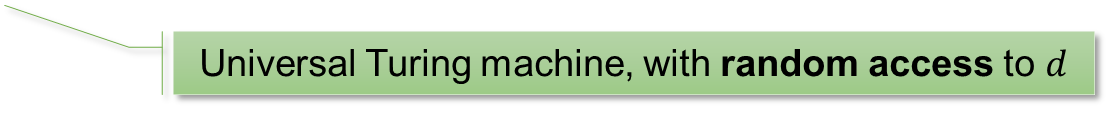 Universal Turing machine, with random access to d